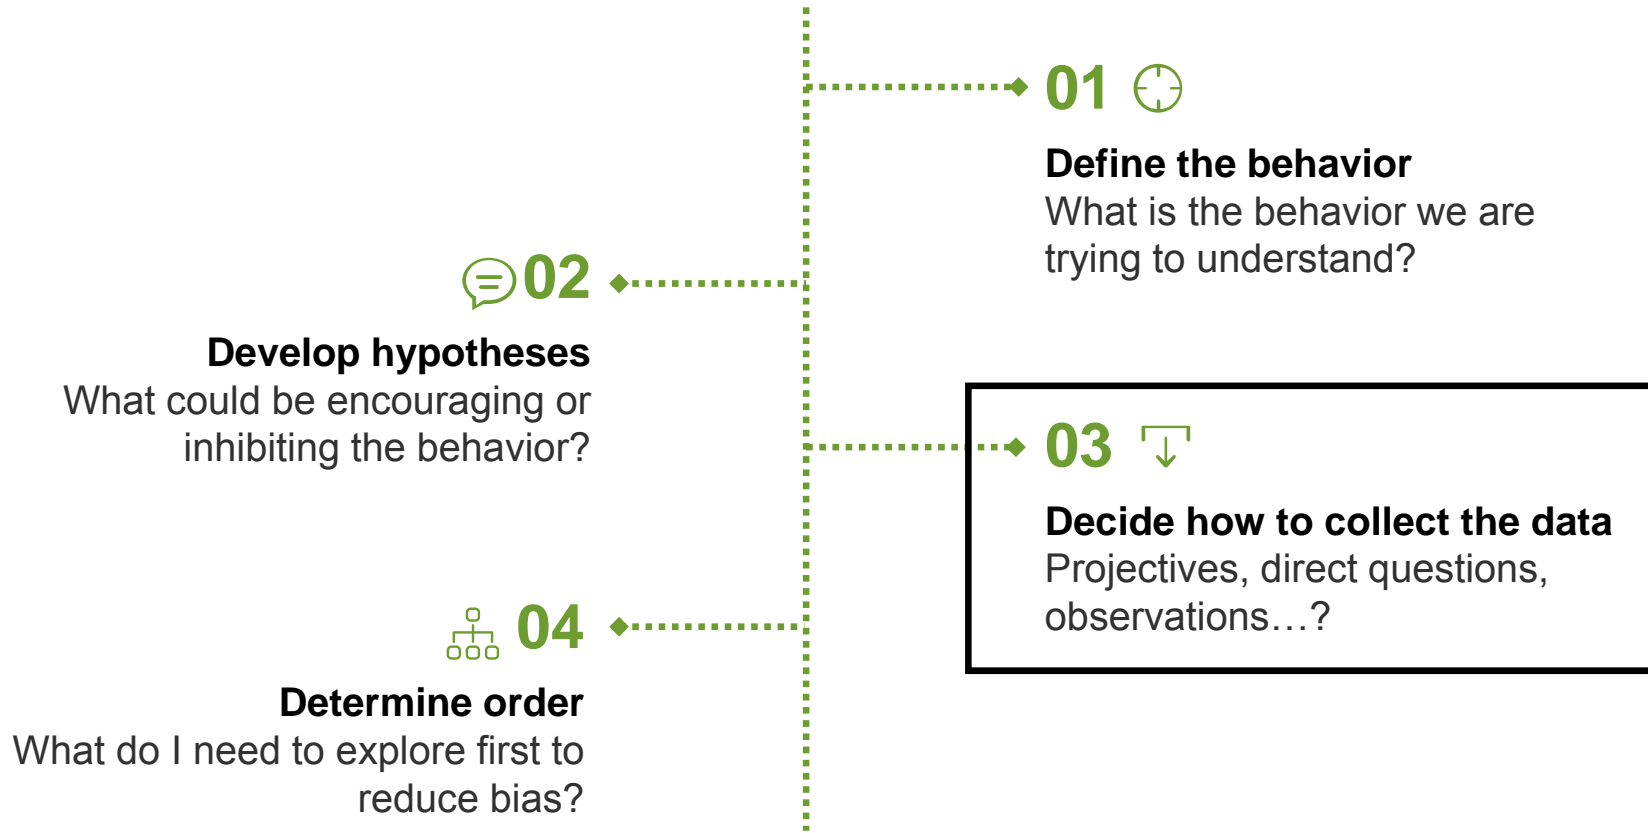 01
Define the behavior
What is the behavior we are
trying to understand?
02
Develop hypotheses
What could be encouraging or
inhibiting the behavior?
03
Decide how to collect the data
Projectives, direct questions,
observations…?
04
Determine order
What do I need to explore first to
reduce bias?